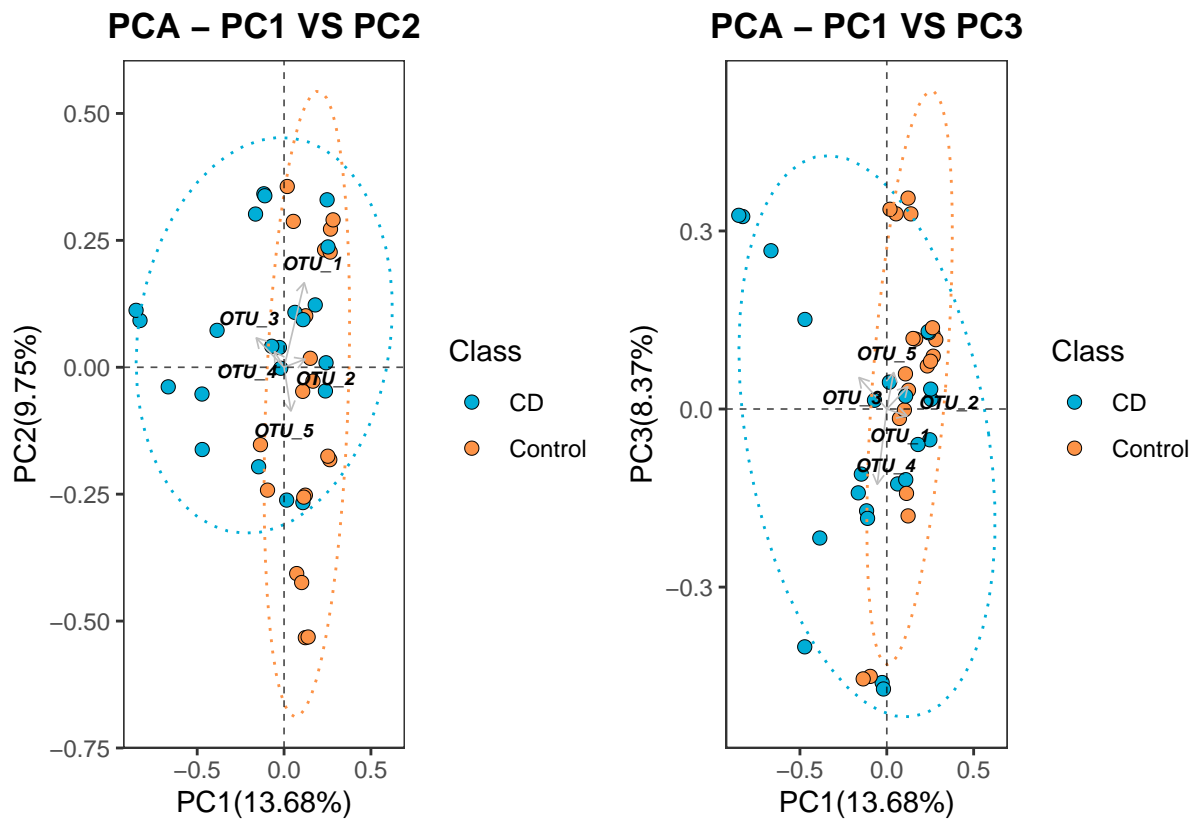 PCA – PC1 VS PC2
0.50
0.25
0.00
−0.25
−0.50
−0.75
PC2(9.75%)
OTU_1
OTU_3
OTU_4
OTU_2
OTU_5
−0.5
0.0
0.5
PC1(13.68%)
Class
CD
Control
PCA – PC1 VS PC3
0.3
0.0
−0.3
PC3(8.37%)
OTU_5
OTU_3
OTU_2
OTU_1
OTU_4
−0.5
0.0
0.5
PC1(13.68%)
Class
CD
Control